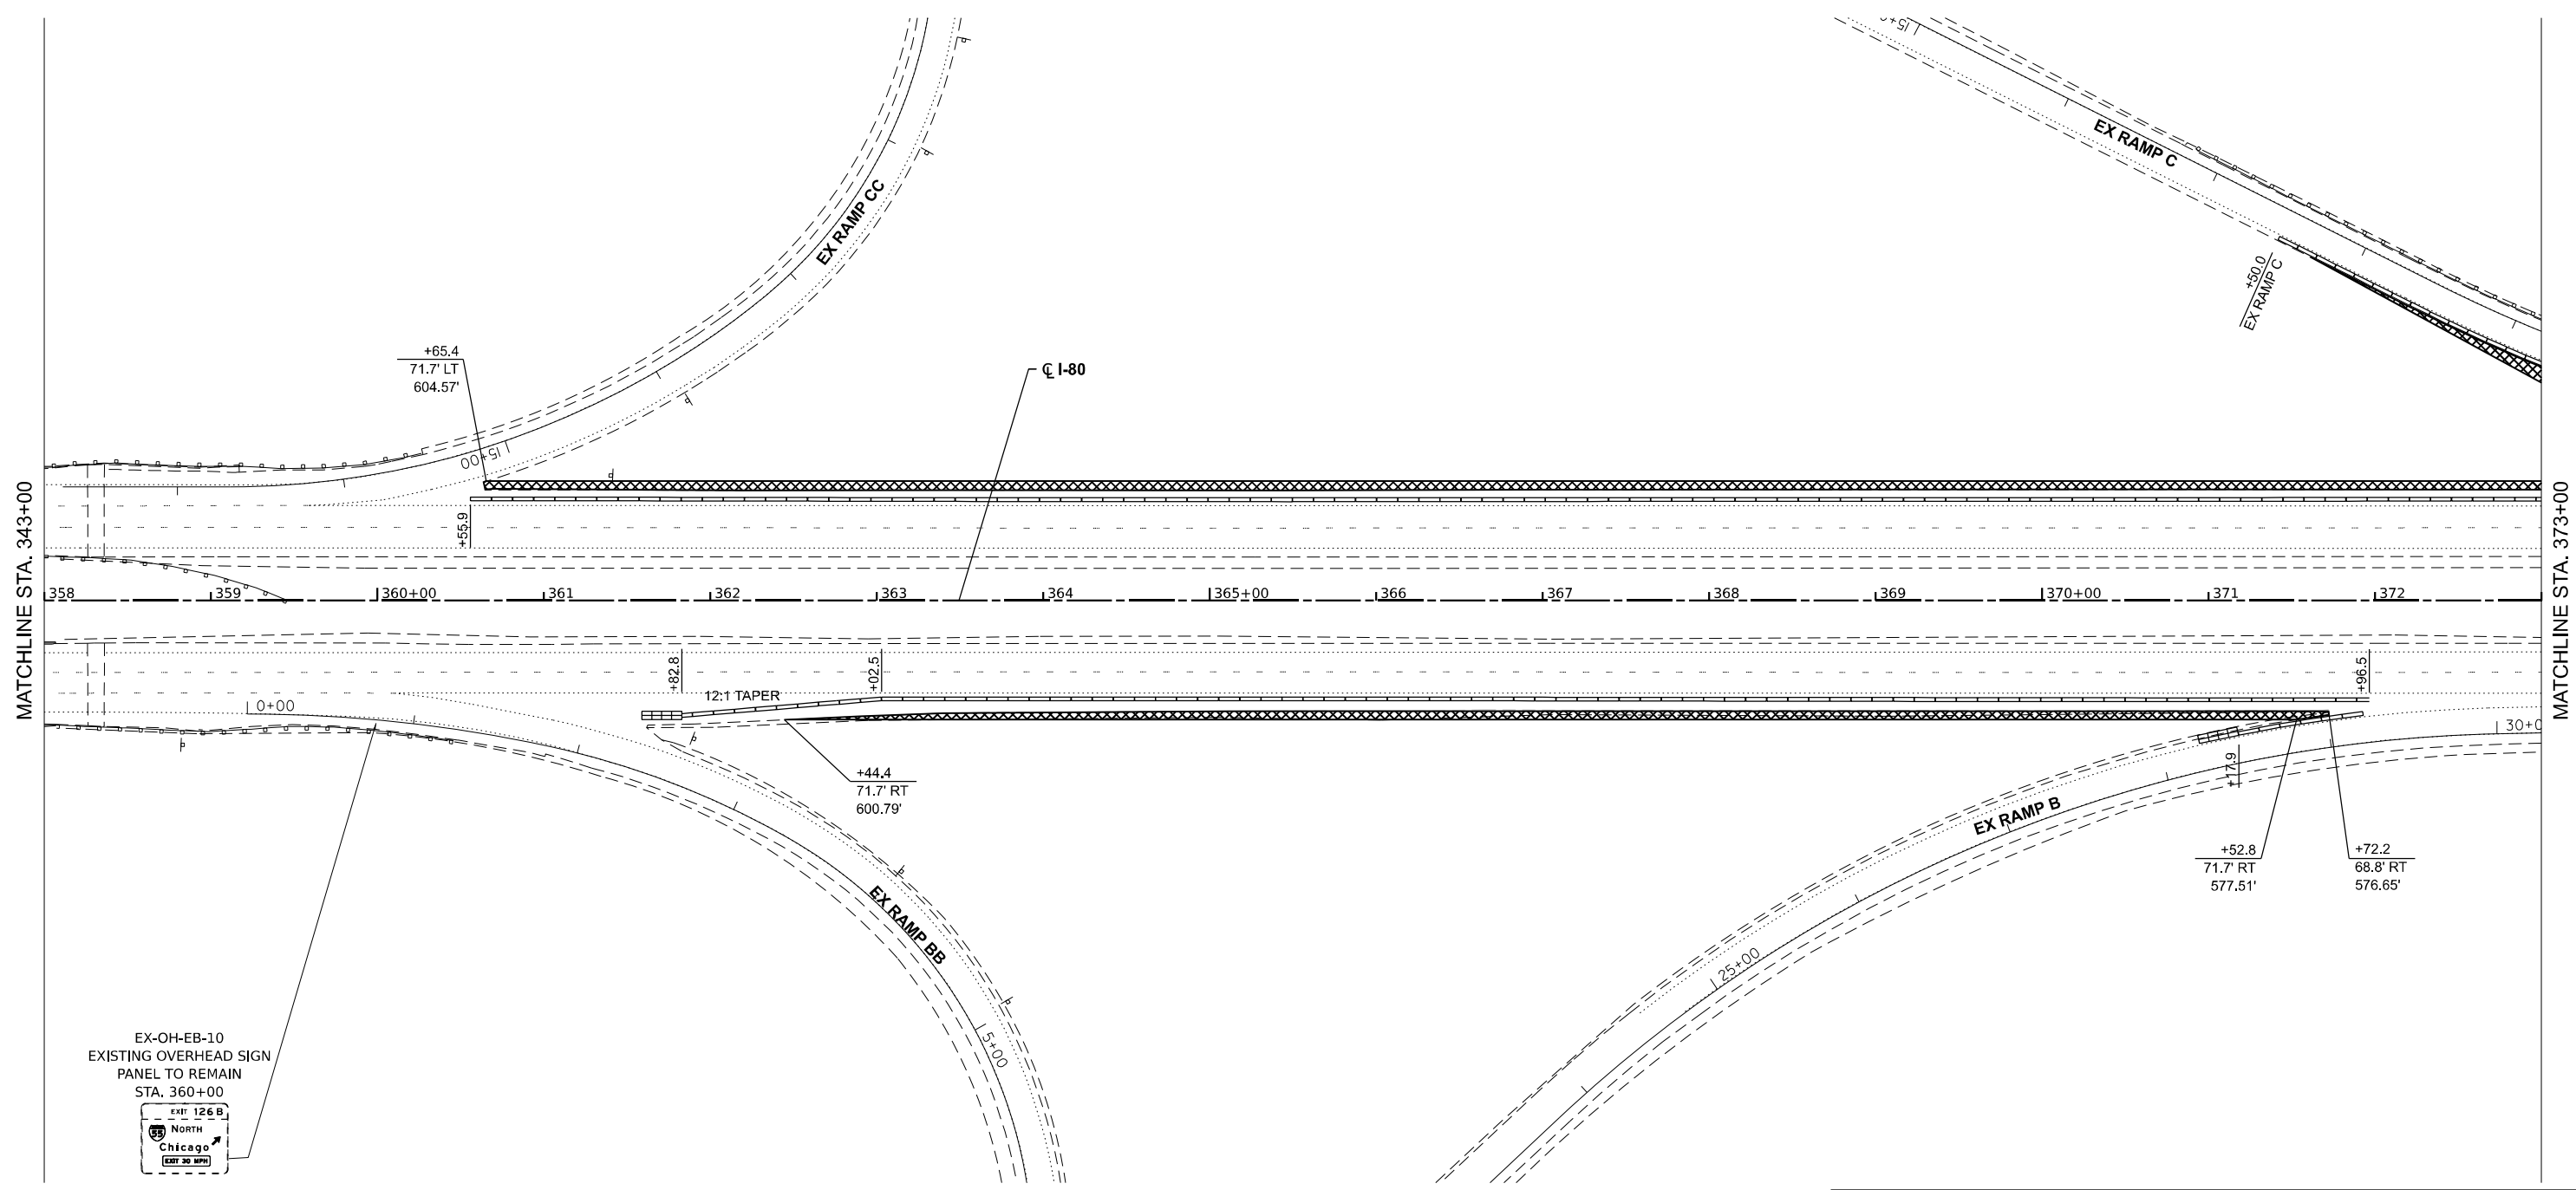 15+00
EX RAMP C
EX RAMP CC
+50.0
EX RAMP C
+65.4
71.7' LT
604.57'
℄ I-80
15+00
MATCHLINE STA. 343+00
MATCHLINE STA. 373+00
+55.9
358
359
360+00
361
362
363
364
365+00
366
367
368
369
370+00
371
372
+82.8
+02.5
+96.5
12:1 TAPER
0+00
30+0
+44.4
71.7' RT
600.79'
+17.9
EX RAMP B
+52.8
71.7' RT
577.51'
+72.2
68.8' RT
576.65'
EX RAMP BB
25+00
5+00
EX-OH-EB-10
EXISTING OVERHEAD SIGN
PANEL TO REMAIN
STA. 360+00
EXIT 126 B
55 NORTH
Chicago
EXIT 30 MPH